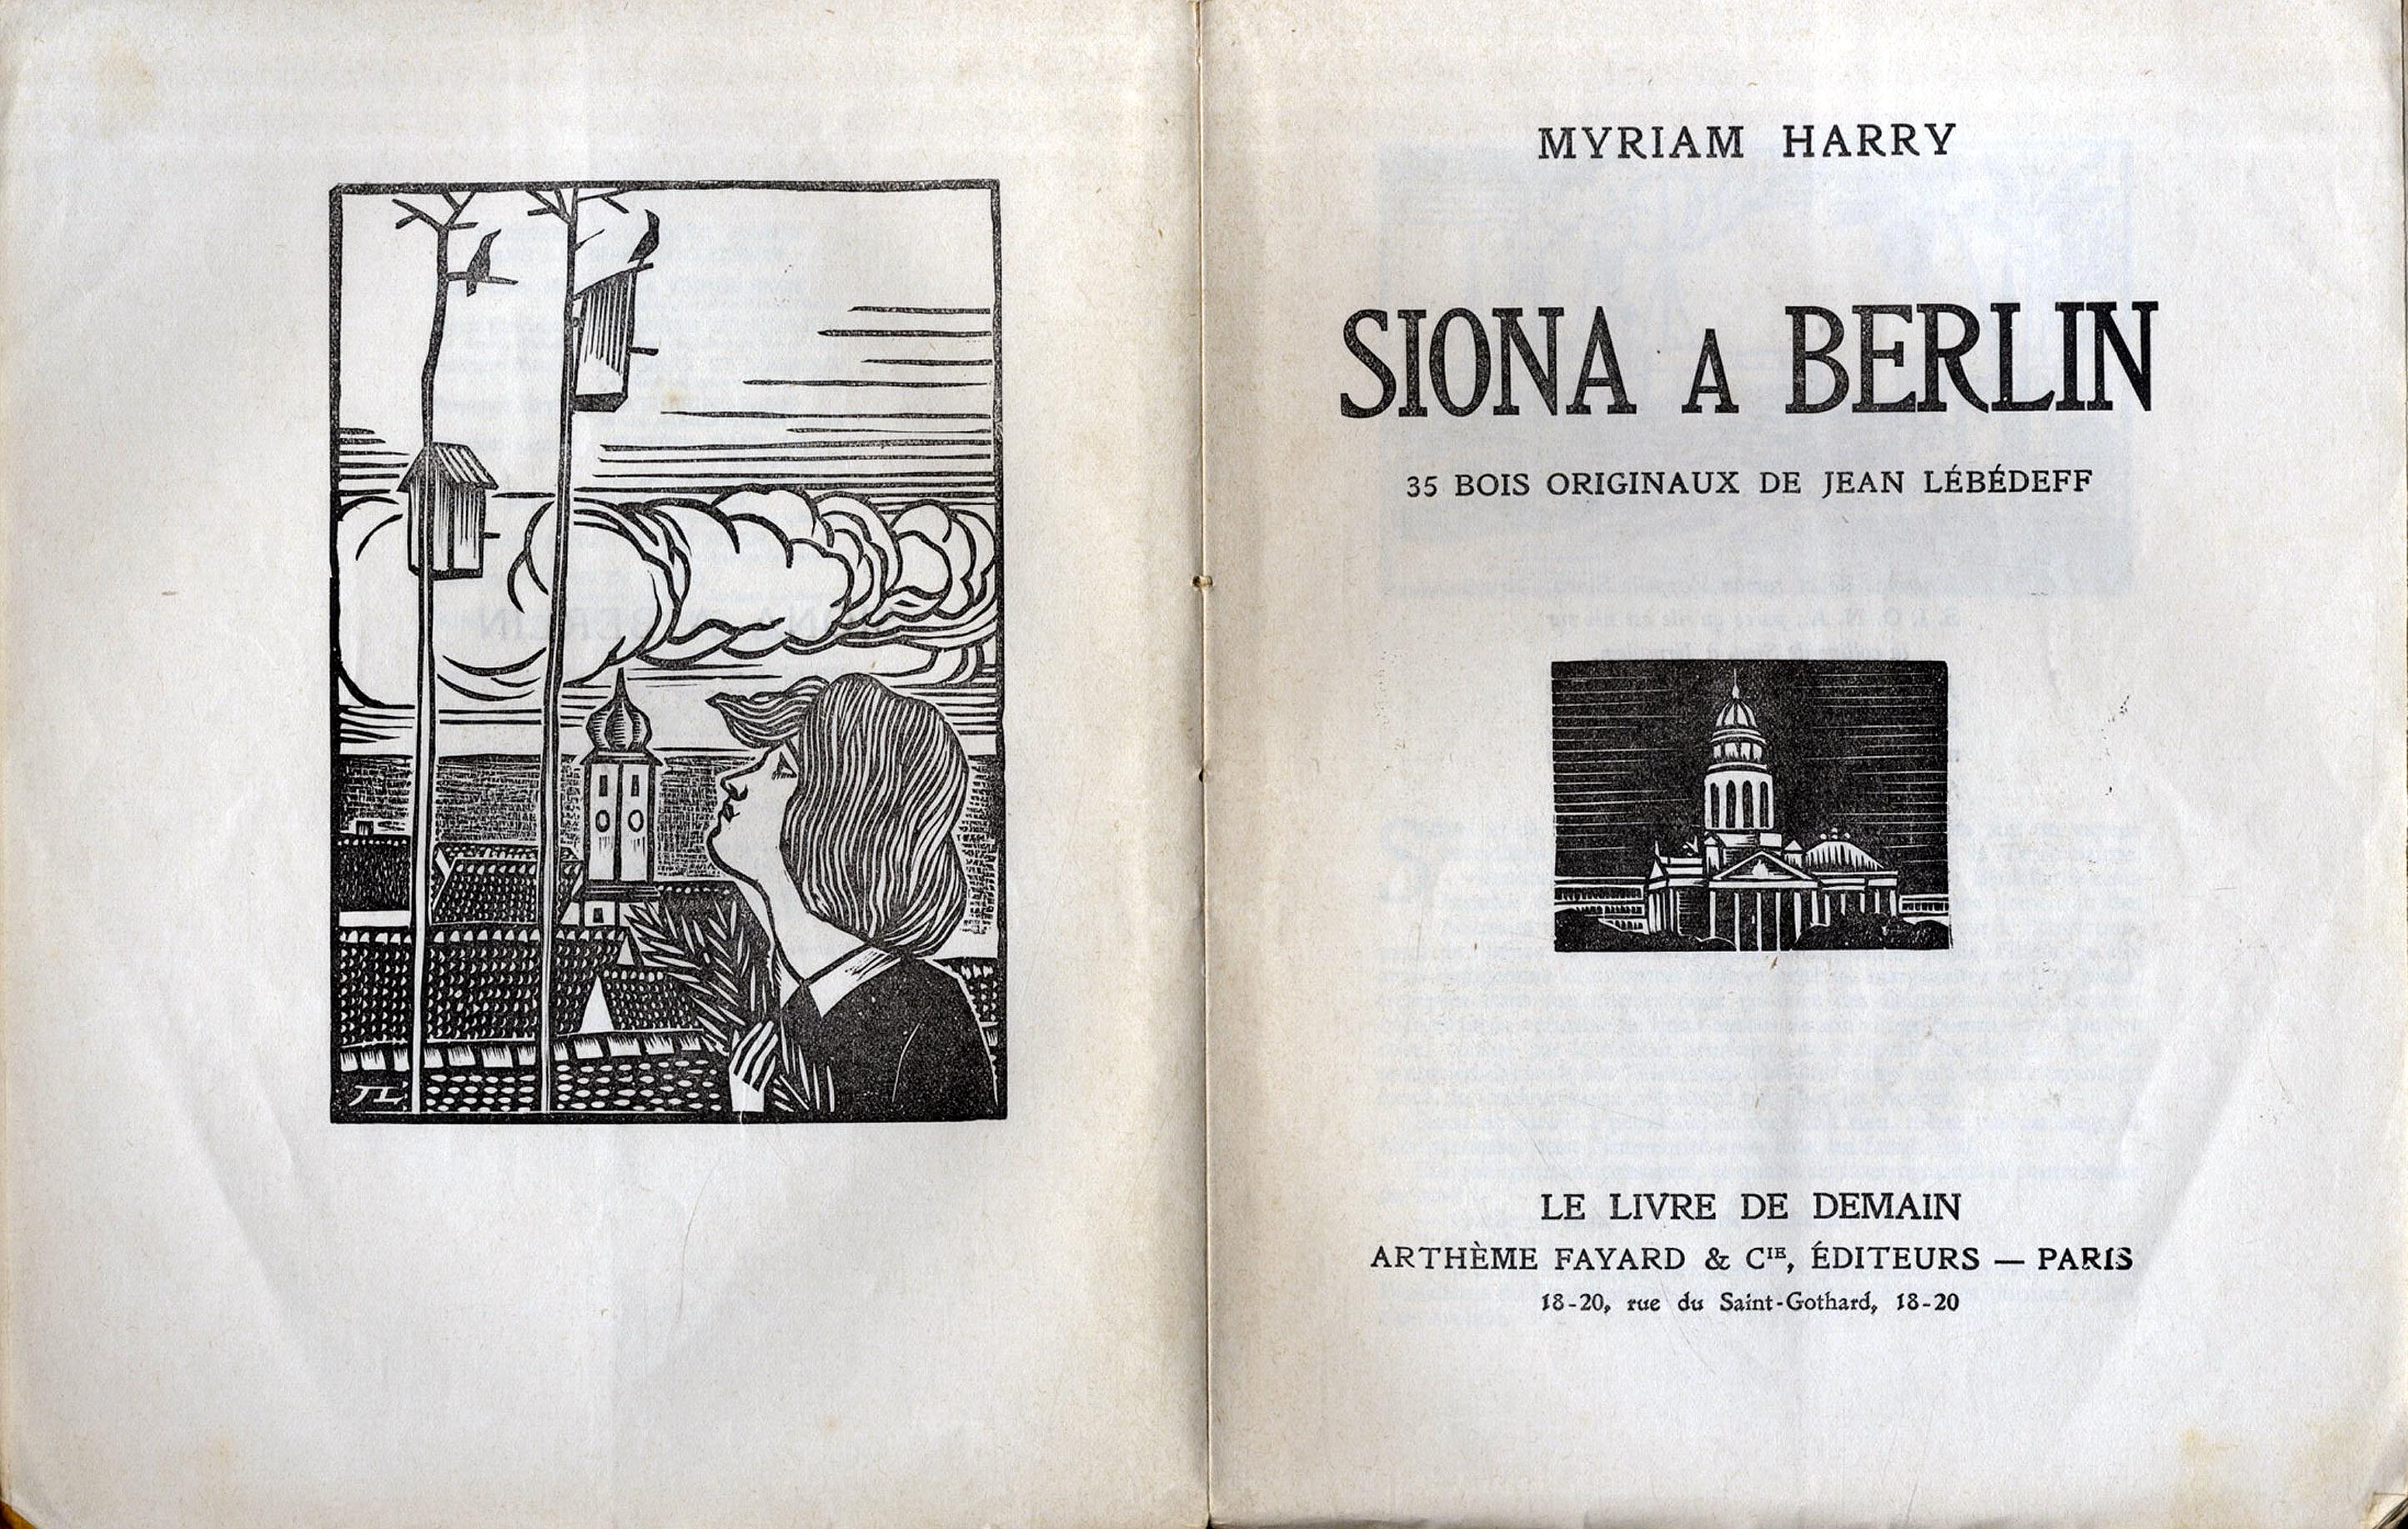 JL
MYRIAM HARRY
SIONA A BERLIN
35 BOIS ORIGINAUX DE JEAN LÉBÉDEFF
LE LIVRE DE DEMAIN
ARTHÈME FAYARD & CIE, ÉDITEURS — PARIS
18-20, rue du Saint-Gothard, 18-20